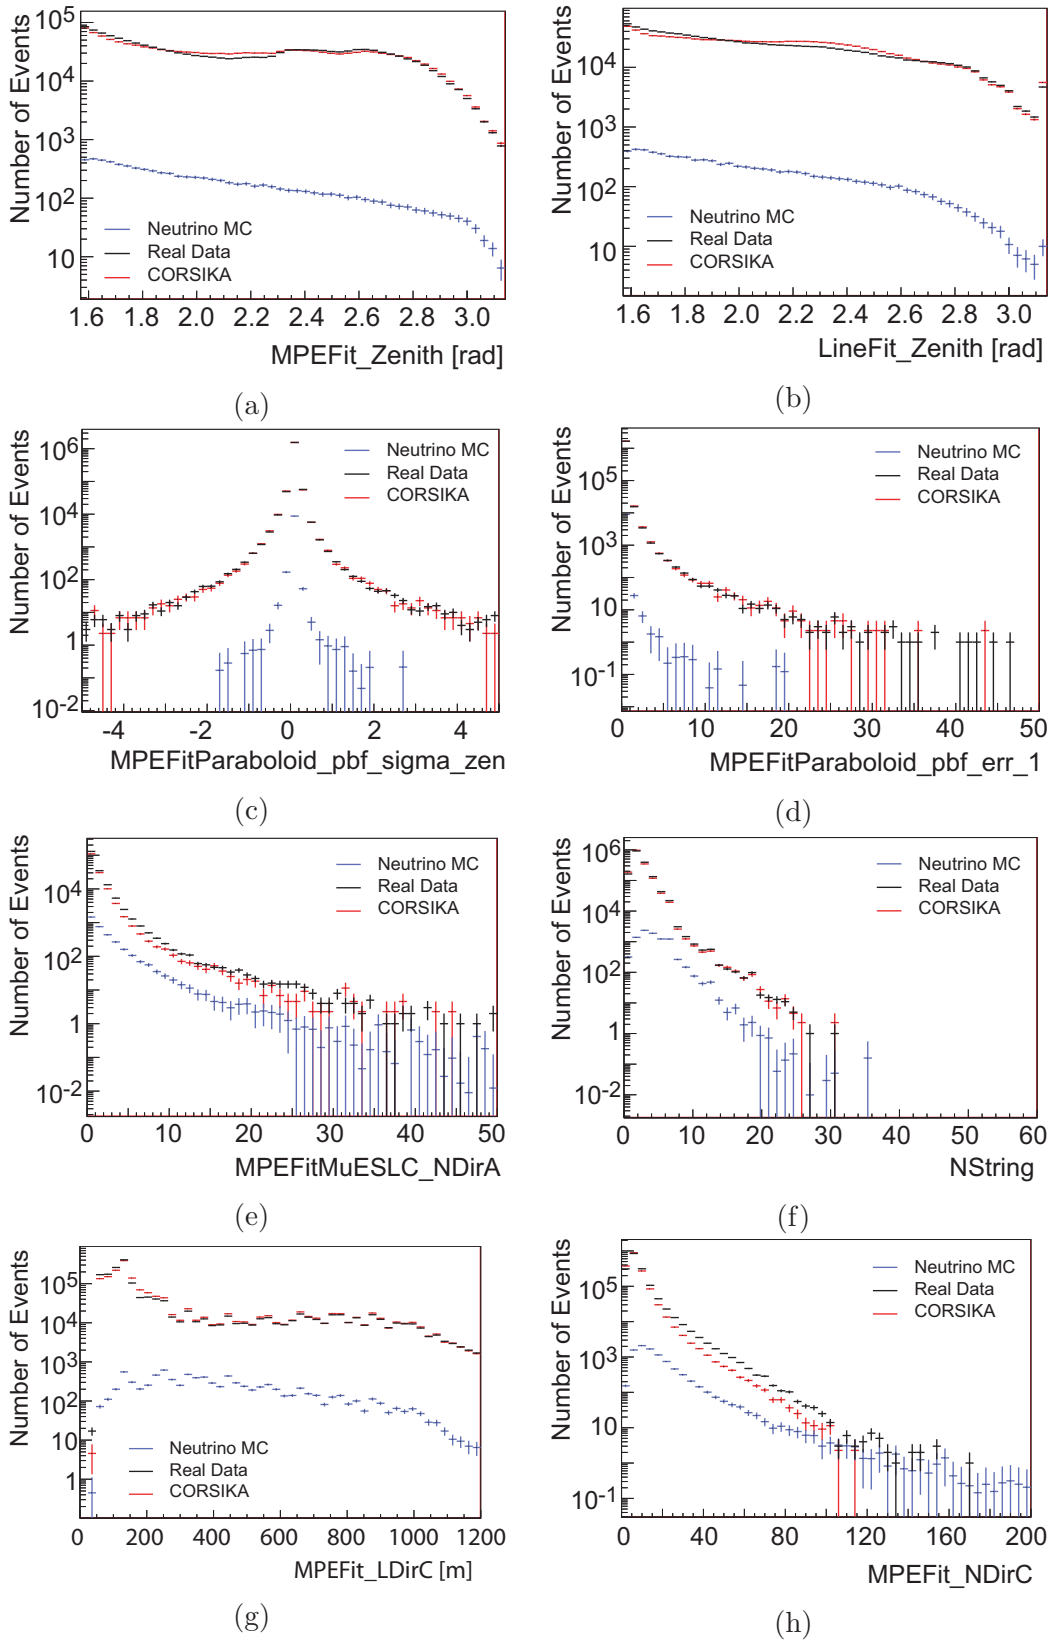 Number of Events
10^5
10^4
10^3
10^2
10
Neutrino MC
Real Data
CORSIKA
1.6 1.8 2.0 2.2 2.4 2.6 2.8 3.0
MPEFit_Zenith [rad]
(a)
Number of Events
10^4
10^3
10^2
10
Neutrino MC
Real Data
CORSIKA
1.6 1.8 2.0 2.2 2.4 2.6 2.8 3.0
LineFit_Zenith [rad]
(b)
Number of Events
10^6
10^4
10^2
1
10^-2
Neutrino MC
Real Data
CORSIKA
-4 -2 0 2 4
MPEFitParaboloid_pbf_sigma_zen
(c)
Number of Events
10^5
10^3
10
10^-1
Neutrino MC
Real Data
CORSIKA
0 10 20 30 40 50
MPEFitParaboloid_pbf_err_1
(d)
Number of Events
10^4
10^2
1
10^-2
Neutrino MC
Real Data
CORSIKA
0 10 20 30 40 50
MPEFitMuESLC_NDirA
(e)
Number of Events
10^6
10^4
10^2
1
10^-2
Neutrino MC
Real Data
CORSIKA
0 10 20 30 40 50 60
NString
(f)
Number of Events
10^5
10^4
10^3
10^2
10
1
Neutrino MC
Real Data
CORSIKA
0 200 400 600 800 1000 1200
MPEFit_LDirC [m]
(g)
Number of Events
10^5
10^3
10
10^-1
Neutrino MC
Real Data
CORSIKA
0 40 80 120 160 200
MPEFit_NDirC
(h)